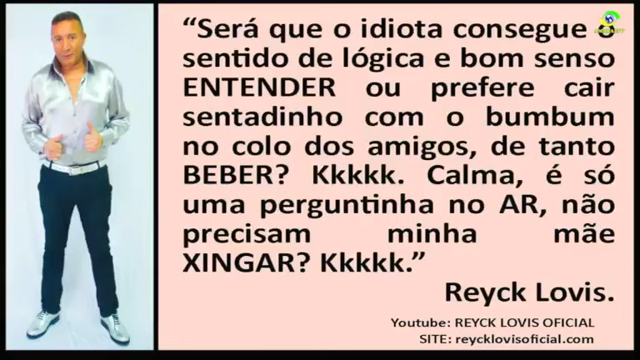 “Será que o idiota consegue o
sentido de lógica e bom senso
ENTENDER ou prefere cair
sentadinho com o bumbum
no colo dos amigos, de tanto
BEBER? Kkkkk. Calma, é só
uma perguntinha no AR, não
precisam minha mãe
XINGAR? Kkkkk.”
Reyck Lovis.
Youtube: REYCK LOVIS OFICIAL
SITE: reycklovisoficial.com